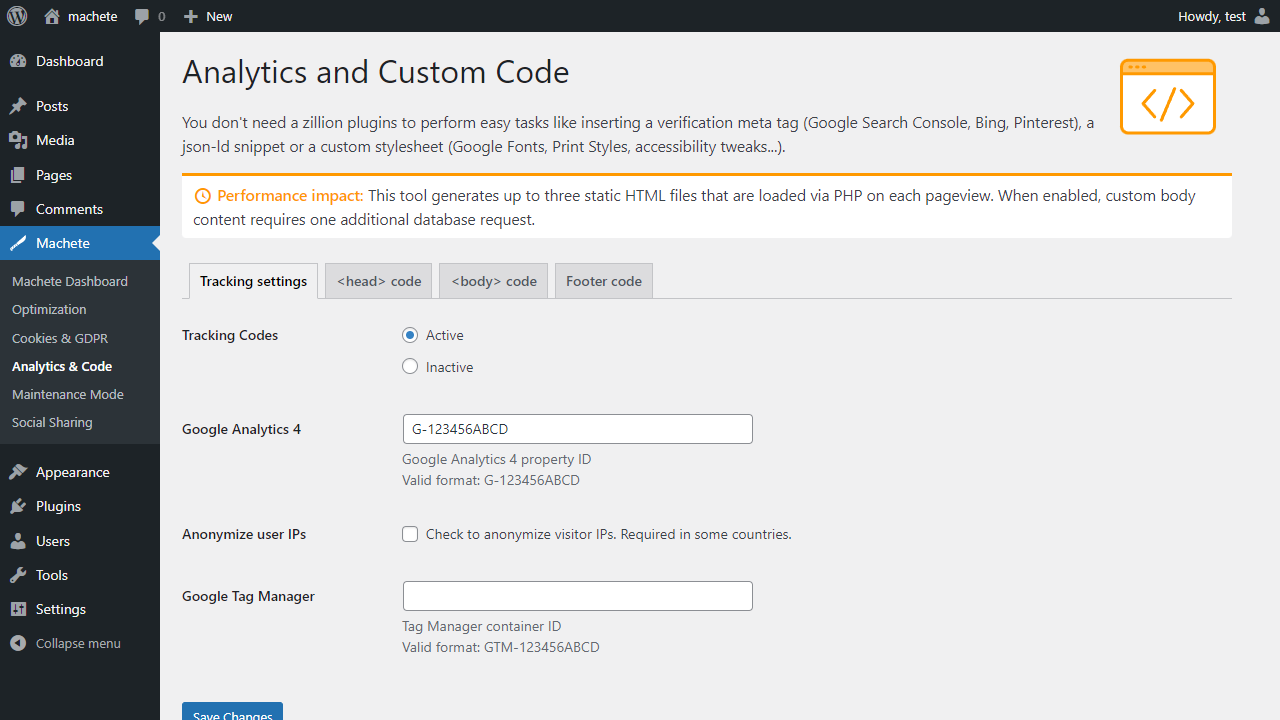 machete
0
New
Howdy, test
Dashboard
Posts
Media
Pages
Comments
Machete
Machete Dashboard
Optimization
Cookies & GDPR
Analytics & Code
Maintenance Mode
Social Sharing
Appearance
Plugins
Users
Tools
Settings
Collapse menu
Analytics and Custom Code
You don't need a zillion plugins to perform easy tasks like inserting a verification meta tag (Google Search Console, Bing, Pinterest), a
json-ld snippet or a custom stylesheet (Google Fonts, Print Styles, accessibility tweaks...).
Performance impact: This tool generates up to three static HTML files that are loaded via PHP on each pageview. When enabled, custom body
content requires one additional database request.
Tracking settings
<head> code
<body> code
Footer code
Tracking Codes
Active
Inactive
Google Analytics 4
G-123456ABCD
Google Analytics 4 property ID
Valid format: G-123456ABCD
Anonymize user IPs
Check to anonymize visitor IPs. Required in some countries.
Google Tag Manager
Tag Manager container ID
Valid format: GTM-123456ABCD
Save Changes